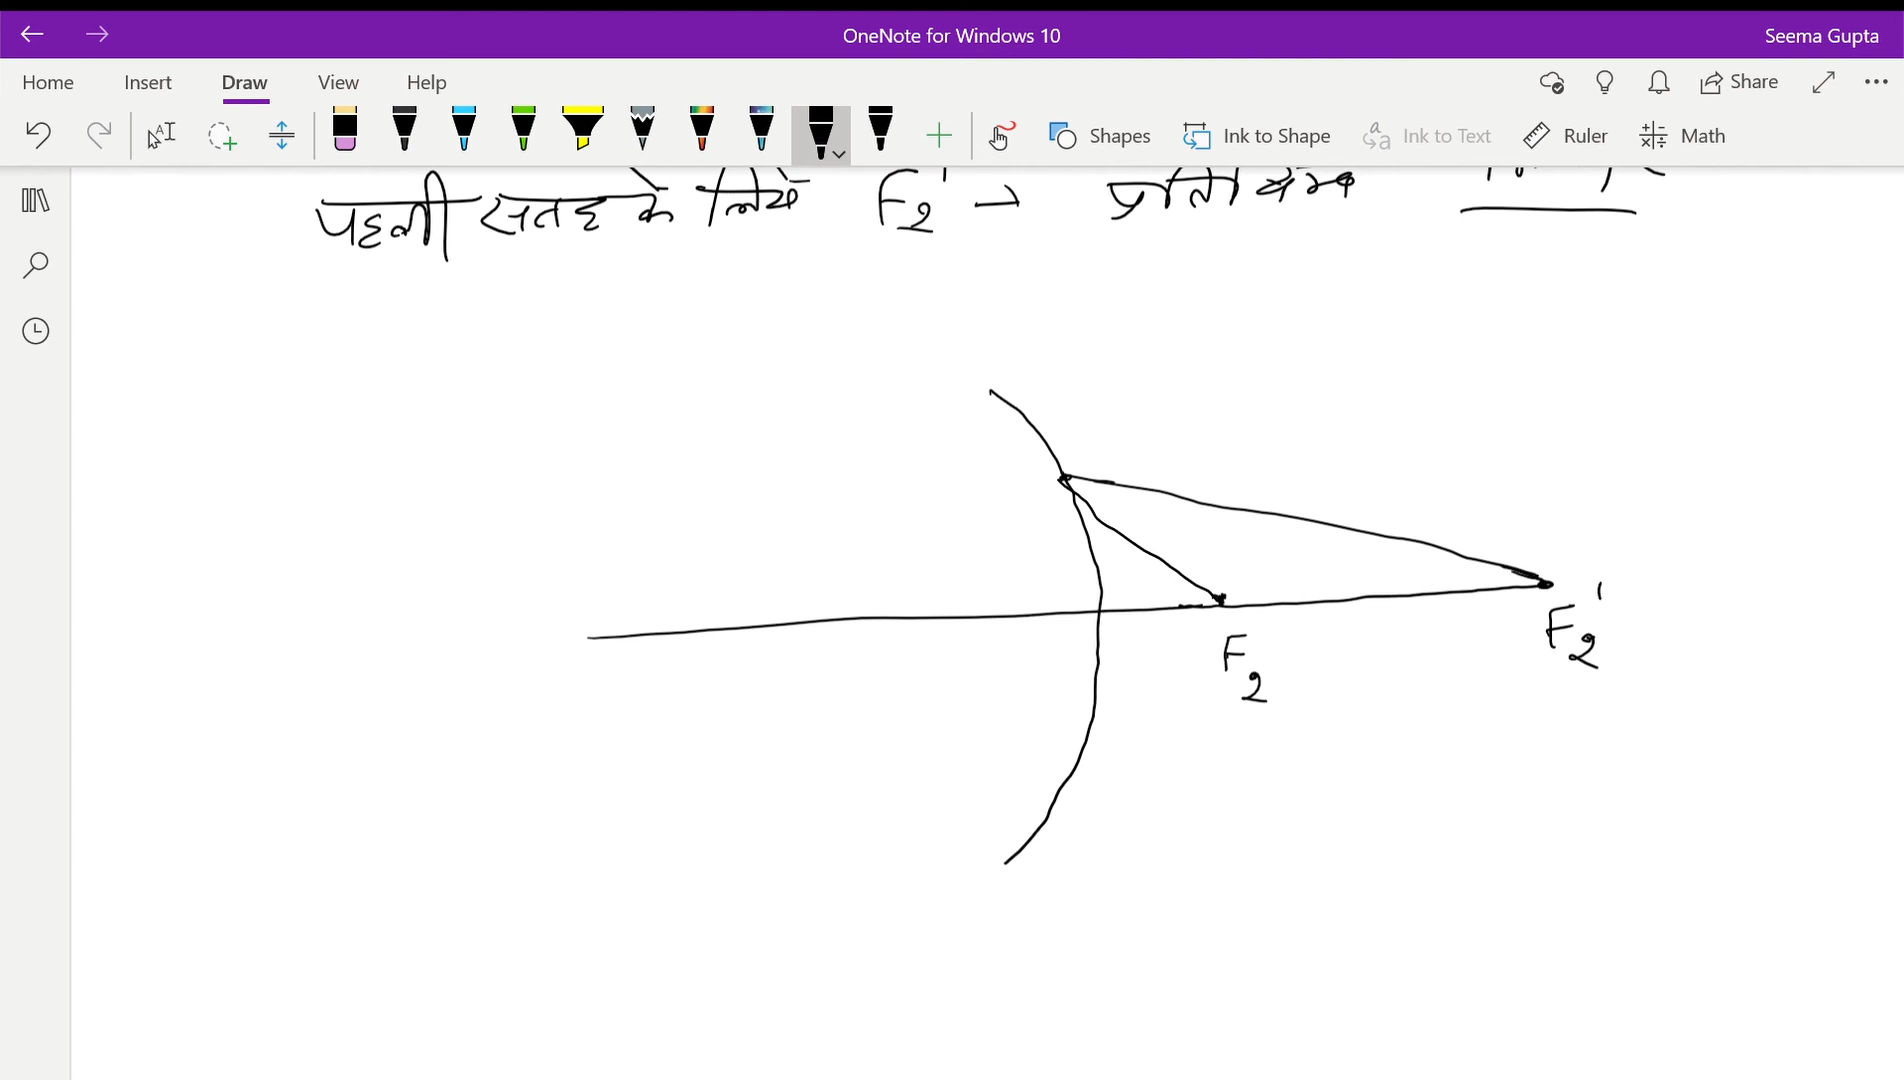 OneNote for Windows 10
Seema Gupta
Home Insert Draw View Help
Share
Shapes Ink to Shape Ink to Text Ruler Math
पहली सतह के लिये F₂' → प्रतिबिम्ब
F₂
F₂'